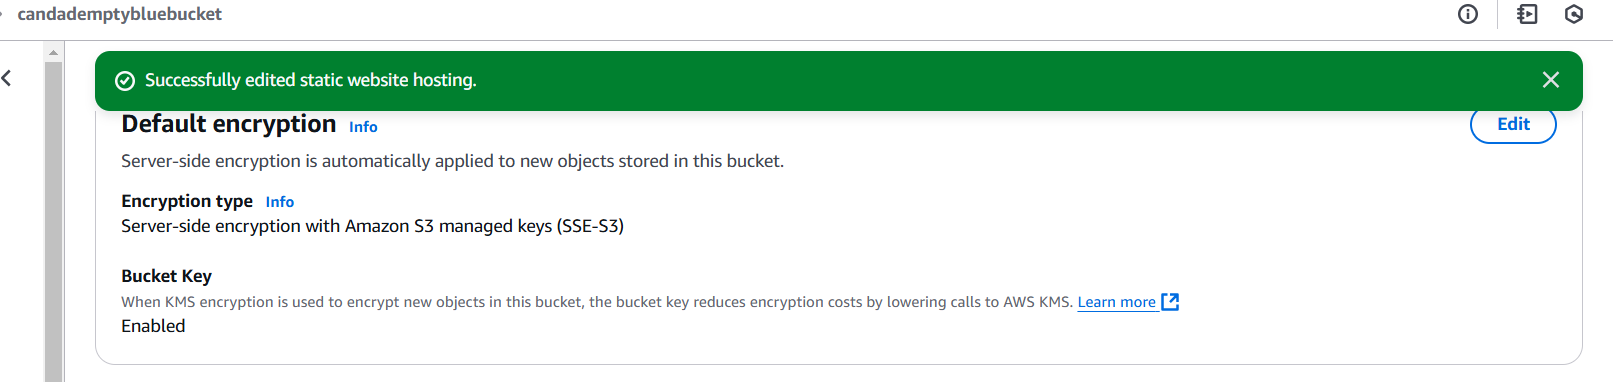 candademptybluebucket
Successfully edited static website hosting.
Default encryption Info
Edit
Server-side encryption is automatically applied to new objects stored in this bucket.
Encryption type Info
Server-side encryption with Amazon S3 managed keys (SSE-S3)
Bucket Key
When KMS encryption is used to encrypt new objects in this bucket, the bucket key reduces encryption costs by lowering calls to AWS KMS. Learn more
Enabled